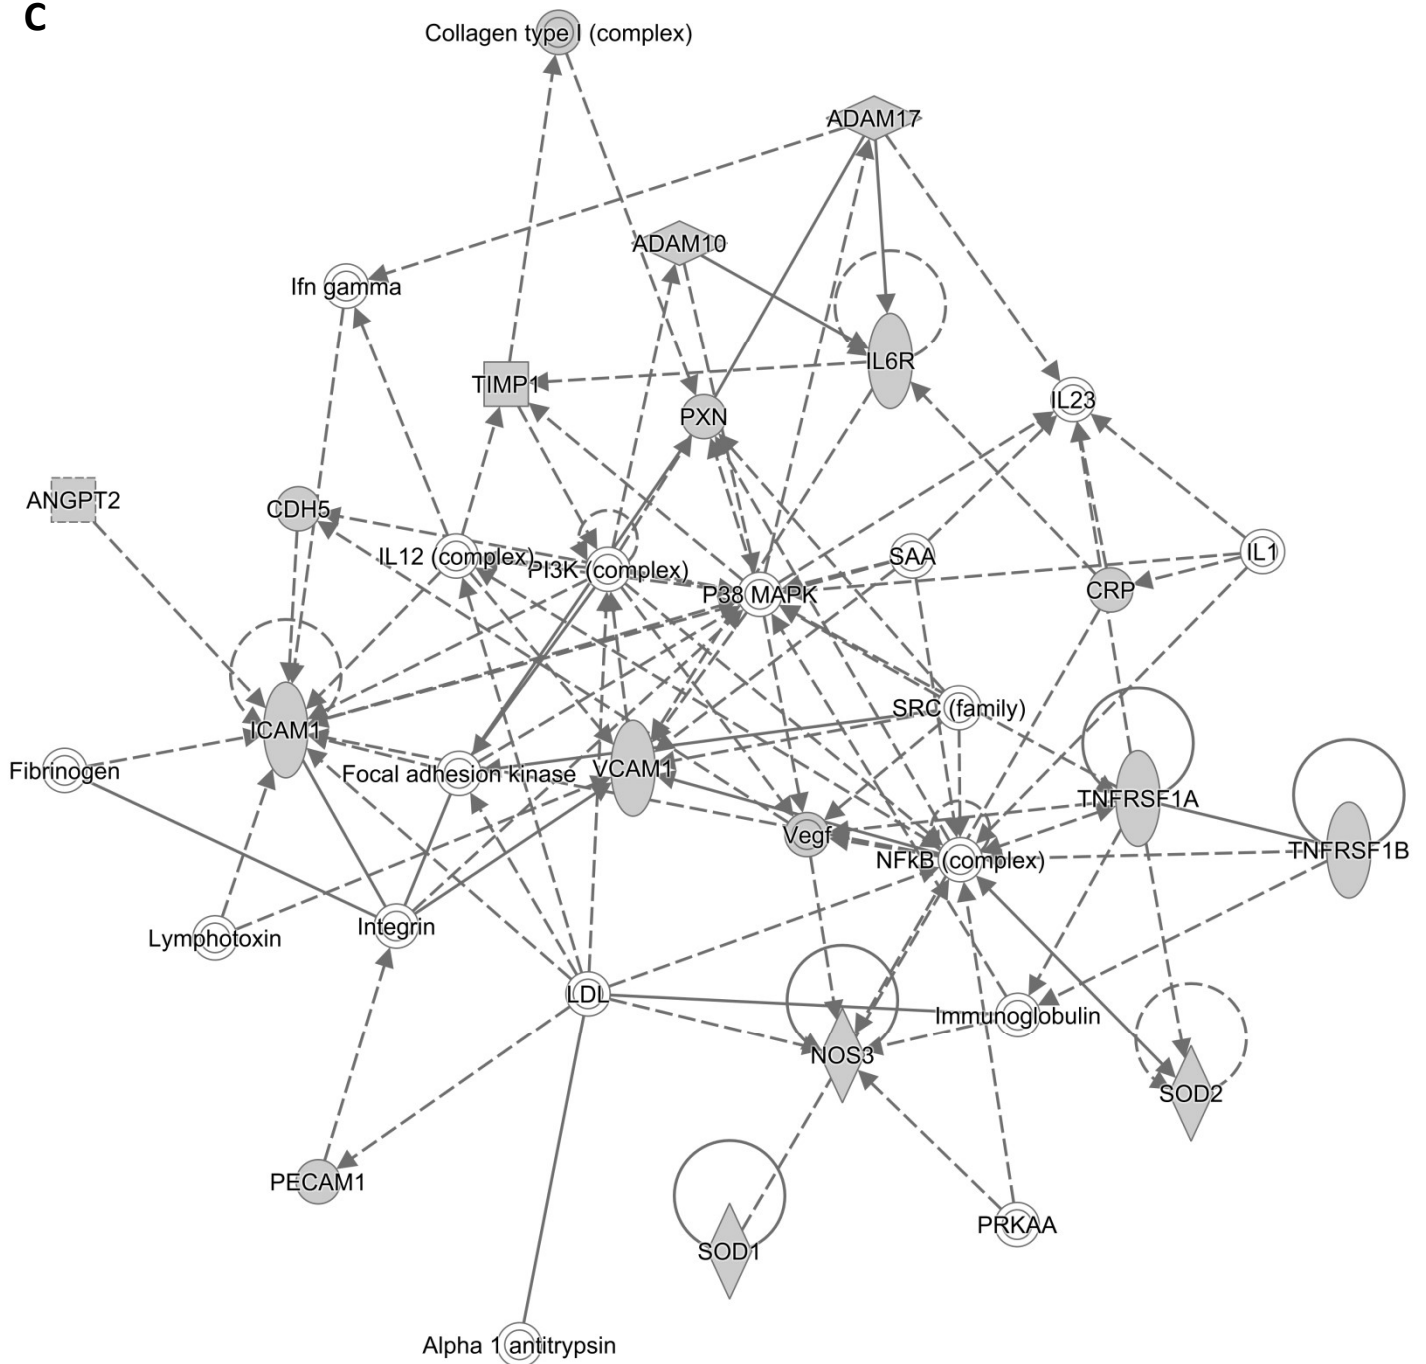 C
Collagen type I (complex)
ADAM17
ADAM10
Ifn gamma
IL6R
TIMP1
IL23
PXN
ANGPT2
CDH5
IL12 (complex)
PI3K (complex)
SAA
IL1
P38 MAPK
CRP
SRC (family)
ICAM1
Fibrinogen
Focal adhesion kinase
VCAM1
TNFRSF1A
Vegf
NFkB (complex)
TNFRSF1B
Lymphotoxin
Integrin
LDL
Immunoglobulin
NOS3
SOD2
PECAM1
PRKAA
SOD1
Alpha 1 antitrypsin